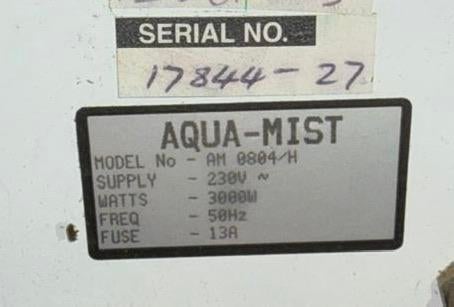 SERIAL NO.
17844-27
AQUA-MIST
MODEL No - AM 0804/H
SUPPLY - 230V ~
WATTS - 3000W
FREQ - 50Hz
FUSE - 13A